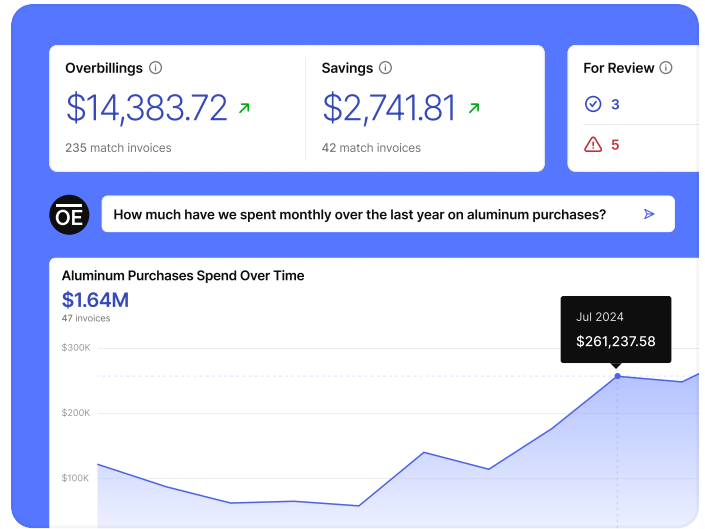 Overbillings
$14,383.72
235 match invoices
Savings
$2,741.81
42 match invoices
For Review
3
5
OE
How much have we spent monthly over the last year on aluminum purchases?
Aluminum Purchases Spend Over Time
$1.64M
47 invoices
Jul 2024
$261,237.58
$300K
$200K
$100K